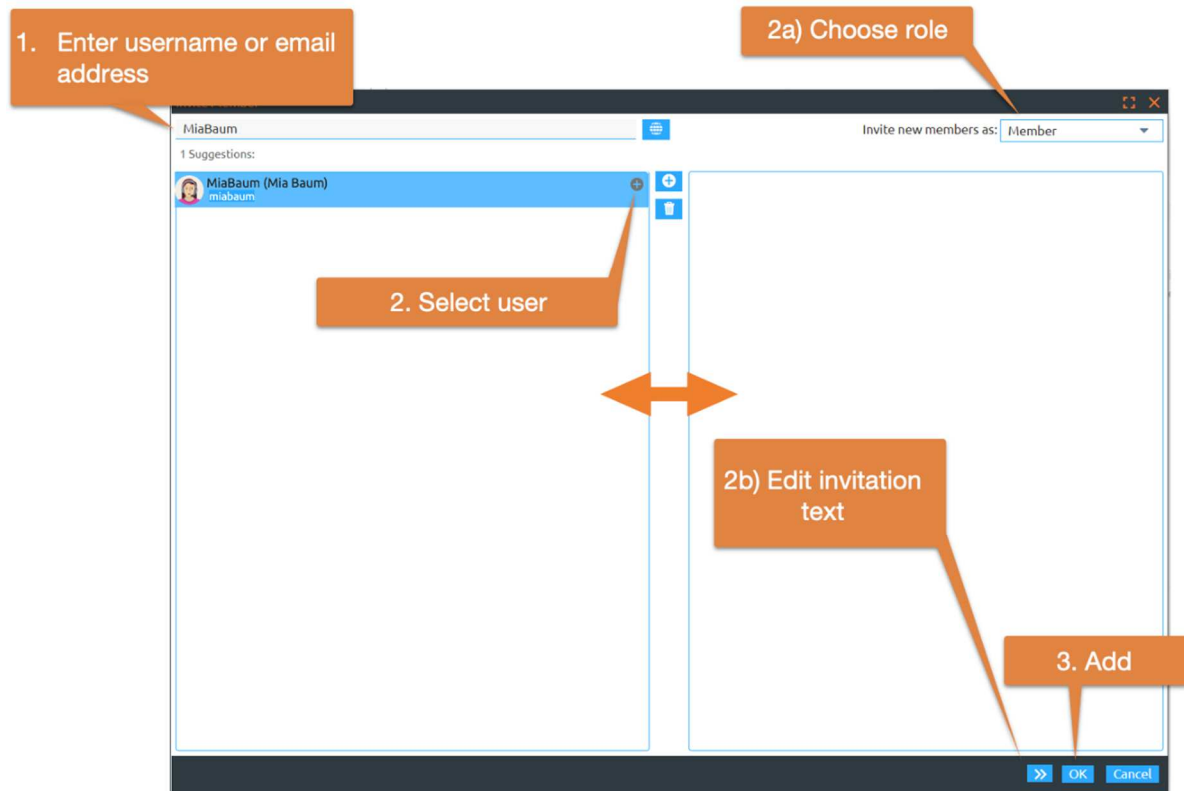 1. Enter username or email
address
2a) Choose role
MiaBaum
Invite new members as: Member
1 Suggestions:
MiaBaum (Mia Baum)
miabaum
2. Select user
2b) Edit invitation
text
3. Add
OK Cancel